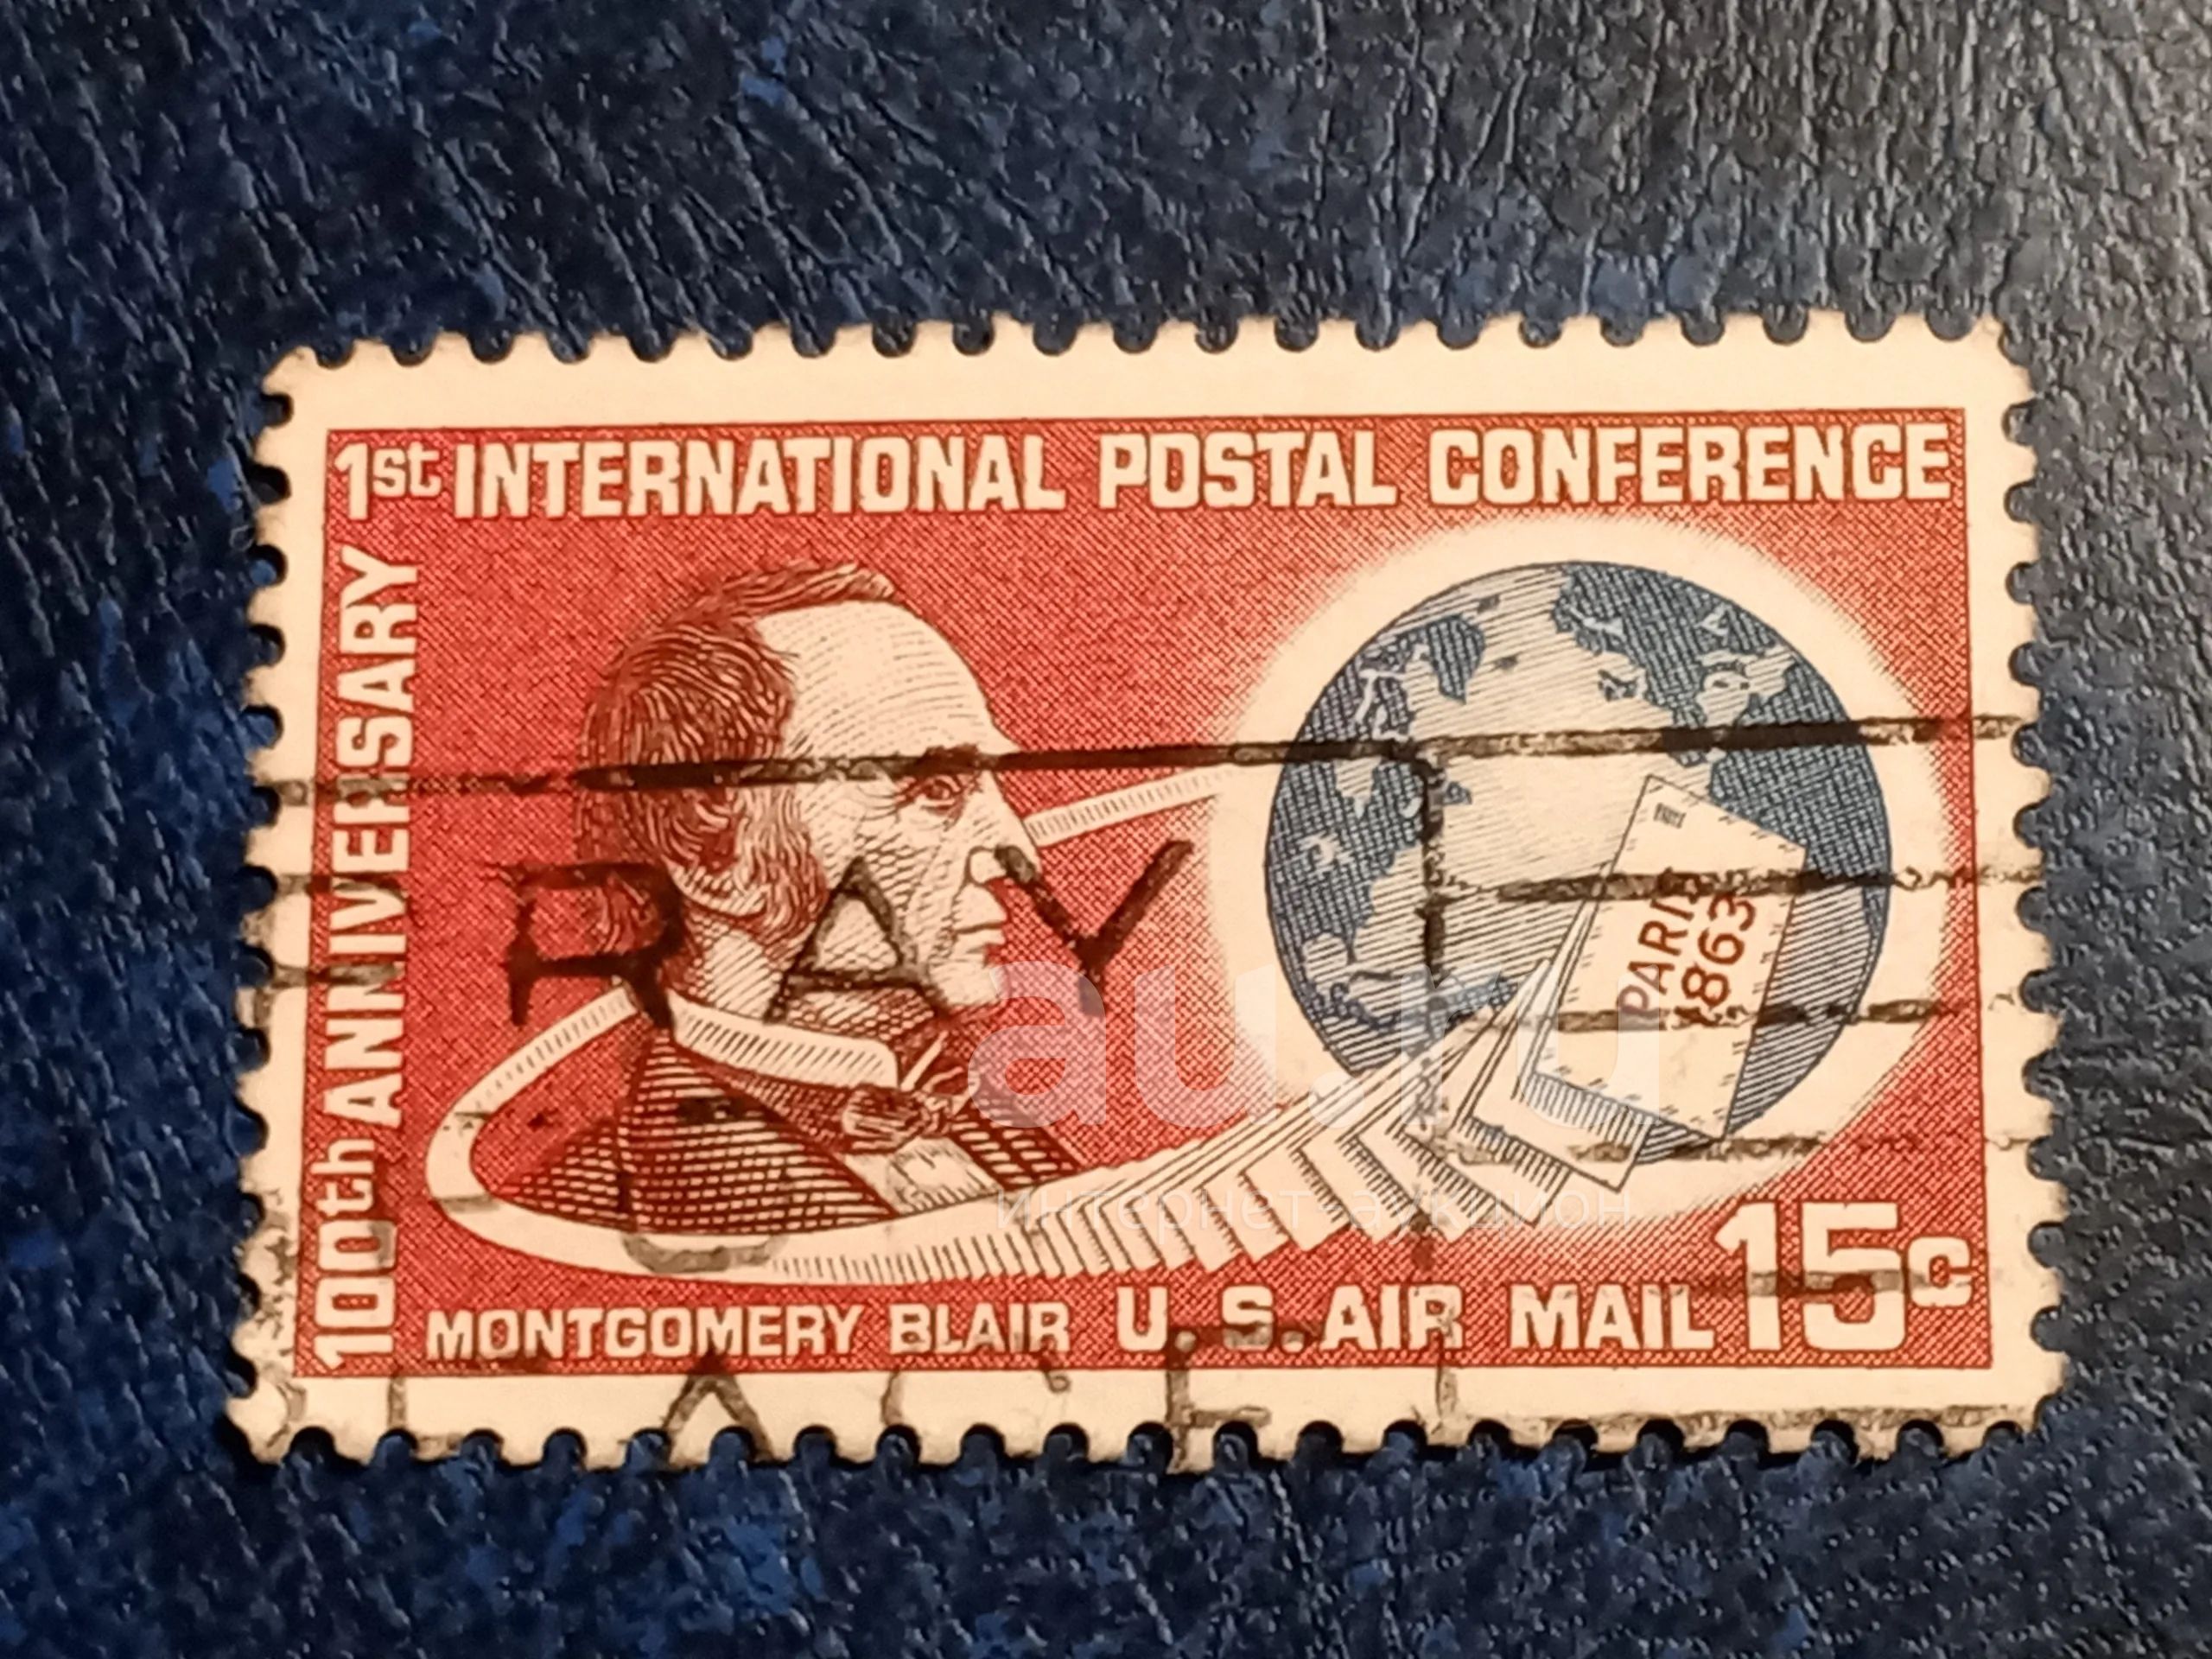 1st INTERNATIONAL POSTAL CONFERENCE
100th ANNIVERSARY
PARIS
1863
RAY
au.ru
интернет-аукцион
MONTGOMERY BLAIR U.S. AIR MAIL 15c